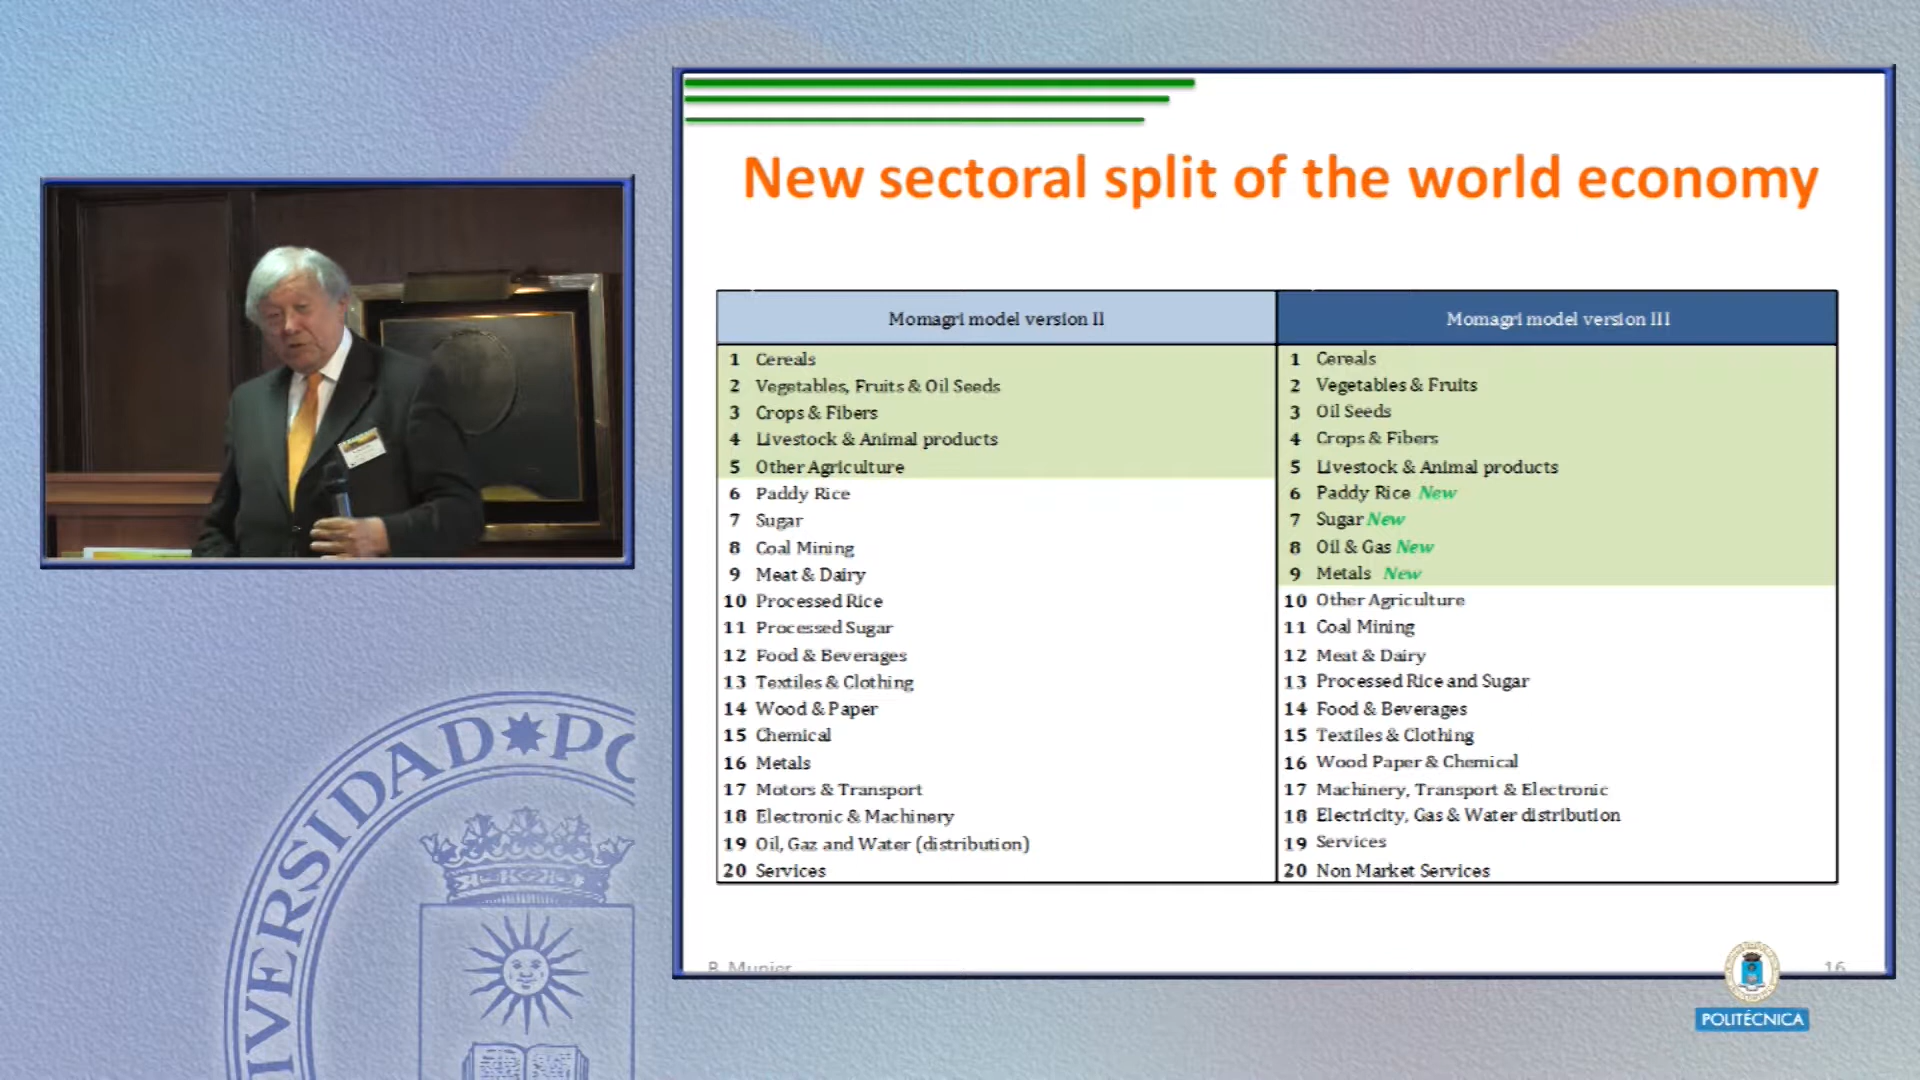 New sectoral split of the world economy
Momagri model version II
1 Cereals
2 Vegetables, Fruits & Oil Seeds
3 Crops & Fibers
4 Livestock & Animal products
5 Other Agriculture
6 Paddy Rice
7 Sugar
8 Coal Mining
9 Meat & Dairy
10 Processed Rice
11 Processed Sugar
12 Food & Beverages
13 Textiles & Clothing
14 Wood & Paper
15 Chemical
16 Metals
17 Motors & Transport
18 Electronic & Machinery
19 Oil, Gaz and Water (distribution)
20 Services
Momagri model version III
1 Cereals
2 Vegetables & Fruits
3 Oil Seeds
4 Crops & Fibers
5 Livestock & Animal products
6 Paddy Rice New
7 Sugar New
8 Oil & Gas New
9 Metals New
10 Other Agriculture
11 Coal Mining
12 Meat & Dairy
13 Processed Rice and Sugar
14 Food & Beverages
15 Textiles & Clothing
16 Wood Paper & Chemical
17 Machinery, Transport & Electronic
18 Electricity, Gas & Water distribution
19 Services
20 Non Market Services
B. Munier
16
POLITÉCNICA
IVERSIDAD PO